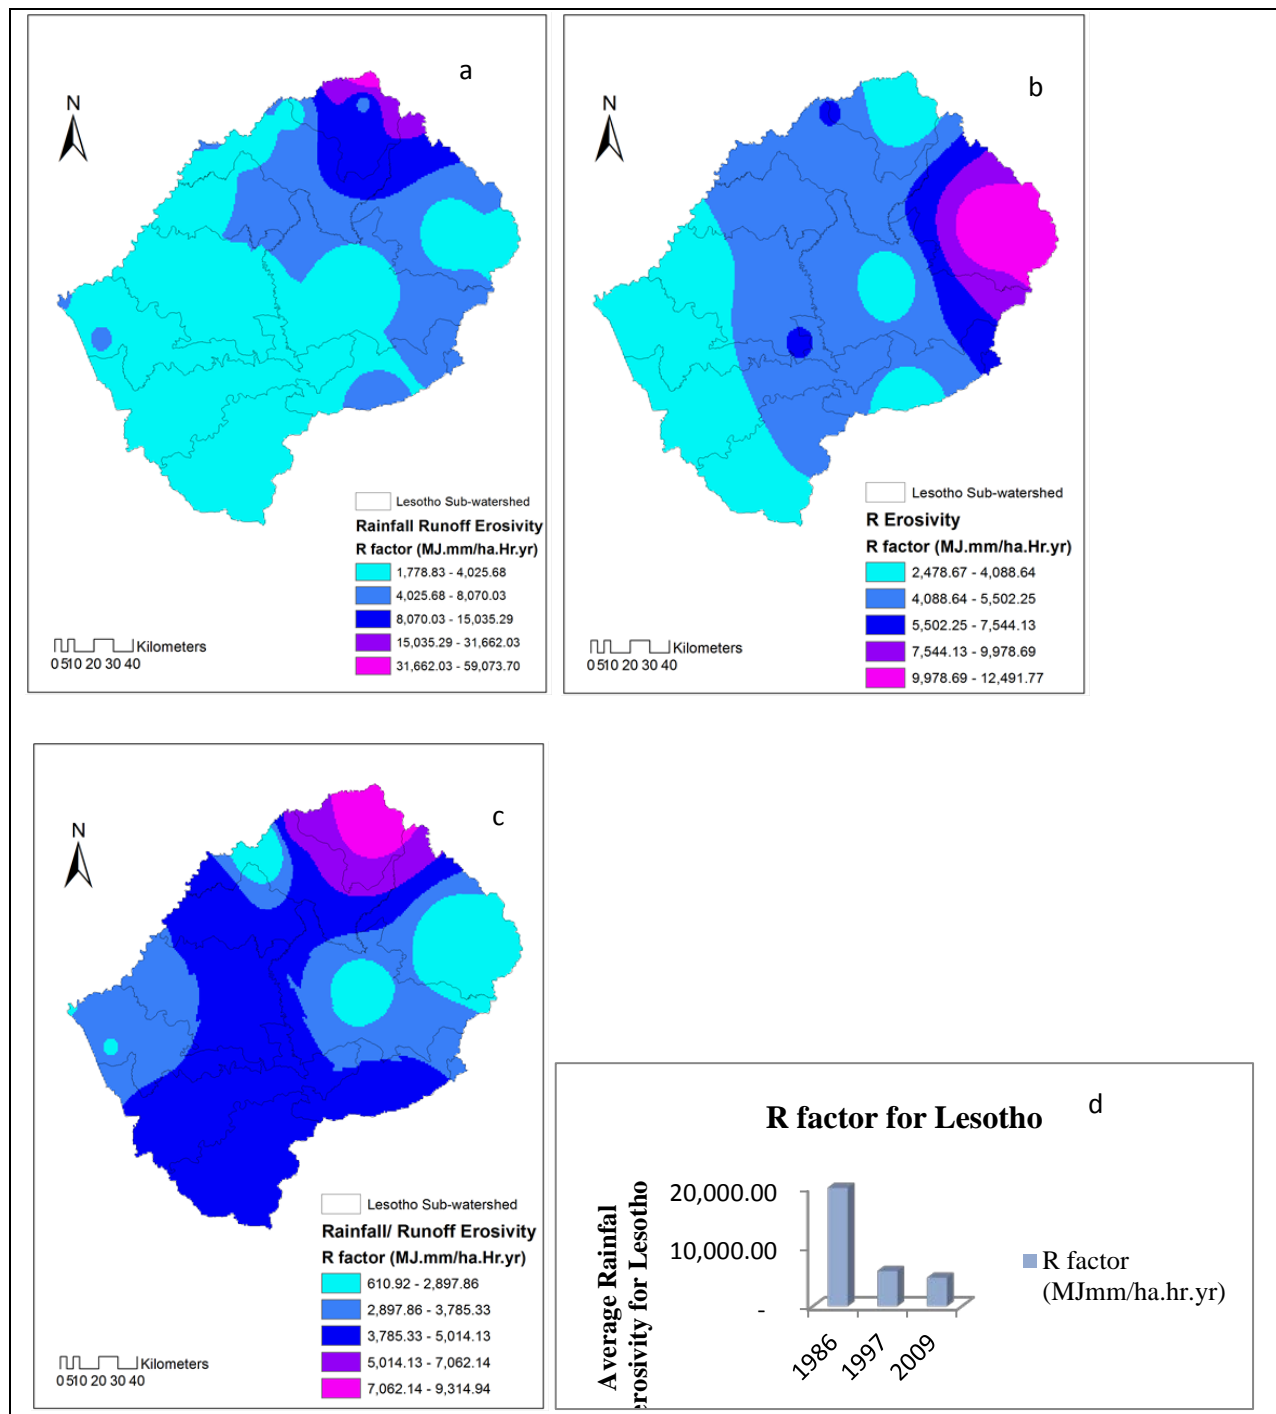 a
N
Lesotho Sub-watershed
Rainfall Runoff Erosivity
R factor (MJ.mm/ha.Hr.yr)
1,778.83 - 4,025.68
4,025.68 - 8,070.03
8,070.03 - 15,035.29
15,035.29 - 31,662.03
31,662.03 - 59,073.70
Kilometers
0 510 20 30 40
b
N
Lesotho Sub-watershed
R Erosivity
R factor (MJ.mm/ha.Hr.yr)
2,478.67 - 4,088.64
4,088.64 - 5,502.25
5,502.25 - 7,544.13
7,544.13 - 9,978.69
9,978.69 - 12,491.77
Kilometers
0 510 20 30 40
c
N
Lesotho Sub-watershed
Rainfall/ Runoff Erosivity
R factor (MJ.mm/ha.Hr.yr)
610.92 - 2,897.86
2,897.86 - 3,785.33
3,785.33 - 5,014.13
5,014.13 - 7,062.14
7,062.14 - 9,314.94
Kilometers
0 510 20 30 40
d
R factor for Lesotho
Average Rainfal
erosivity for Lesotho
20,000.00
10,000.00
-
1986
1997
2009
R factor
(MJmm/ha.hr.yr)